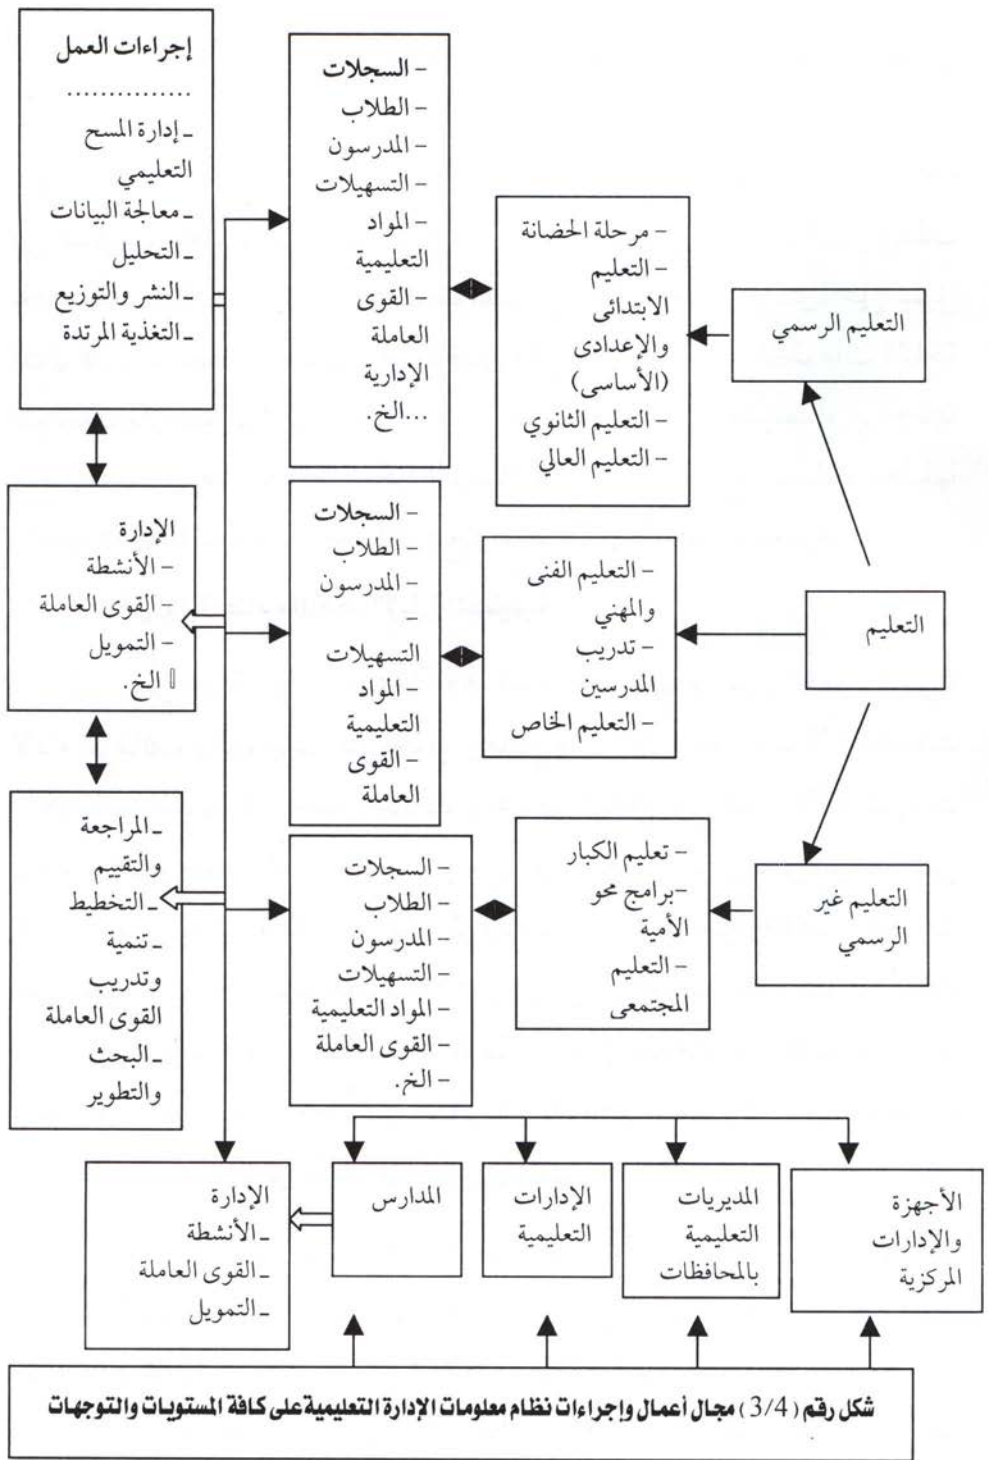 إجراءات العمل
...............
ـ إدارة المسح
التعليمي
ـ معالجة البيانات
ـ التحليل
ـ النشر والتوزيع
ـ التغذية المرتدة
– السجلات
– الطلاب
– المدرسون
– التسهيلات
– المواد
التعليمية
– القوى
العاملة
الإدارية
...الخ.
– مرحلة الحضانة
– التعليم
الابتدائى
والإعدادى
(الأساسى)
– التعليم الثانوي
– التعليم العالي
التعليم الرسمي
الإدارة
– الأنشطة
– القوى العاملة
– التمويل
الخ.
– السجلات
– الطلاب
– المدرسون
–
التسهيلات
– المواد
التعليمية
– القوى
العاملة
– التعليم الفنى
والمهني
– تدريب
المدرسين
– التعليم الخاص
التعليم
ـ المراجعة
والتقييم
ـ التخطيط
ـ تنمية
وتدريب
القوى العاملة
ـ البحث
والتطوير
– السجلات
– الطلاب
– المدرسون
– التسهيلات
– المواد التعليمية
– القوى العاملة
– الخ.
– تعليم الكبار
–برامج محو
الأمية
– التعليم
المجتمعى
التعليم غير
الرسمي
الإدارة
ـ الأنشطة
ـ القوى العاملة
ـ التمويل
المدارس
الإدارات
التعليمية
المديريات
التعليمية
بالمحافظات
الأجهزة
والإدارات
المركزية
شكل رقم (3/4) مجال أعمال وإجراءات نظام معلومات الإدارة التعليمية على كافة المستويات والتوجهات